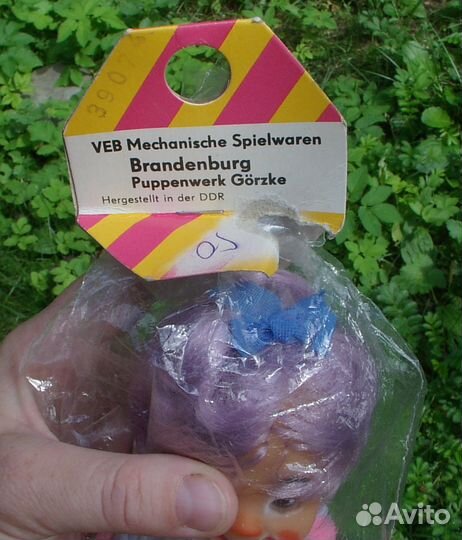 VEB Mechanische Spielwaren
Brandenburg
Puppenwerk Görzke
Hergestellt in der DDR
Avito